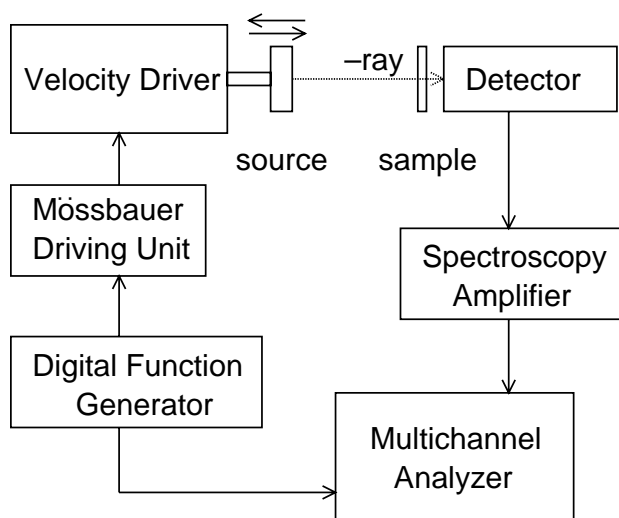 Velocity Driver
–ray
Detector
source
sample
Mössbauer
Driving Unit
Spectroscopy
Amplifier
Digital Function
Generator
Multichannel
Analyzer